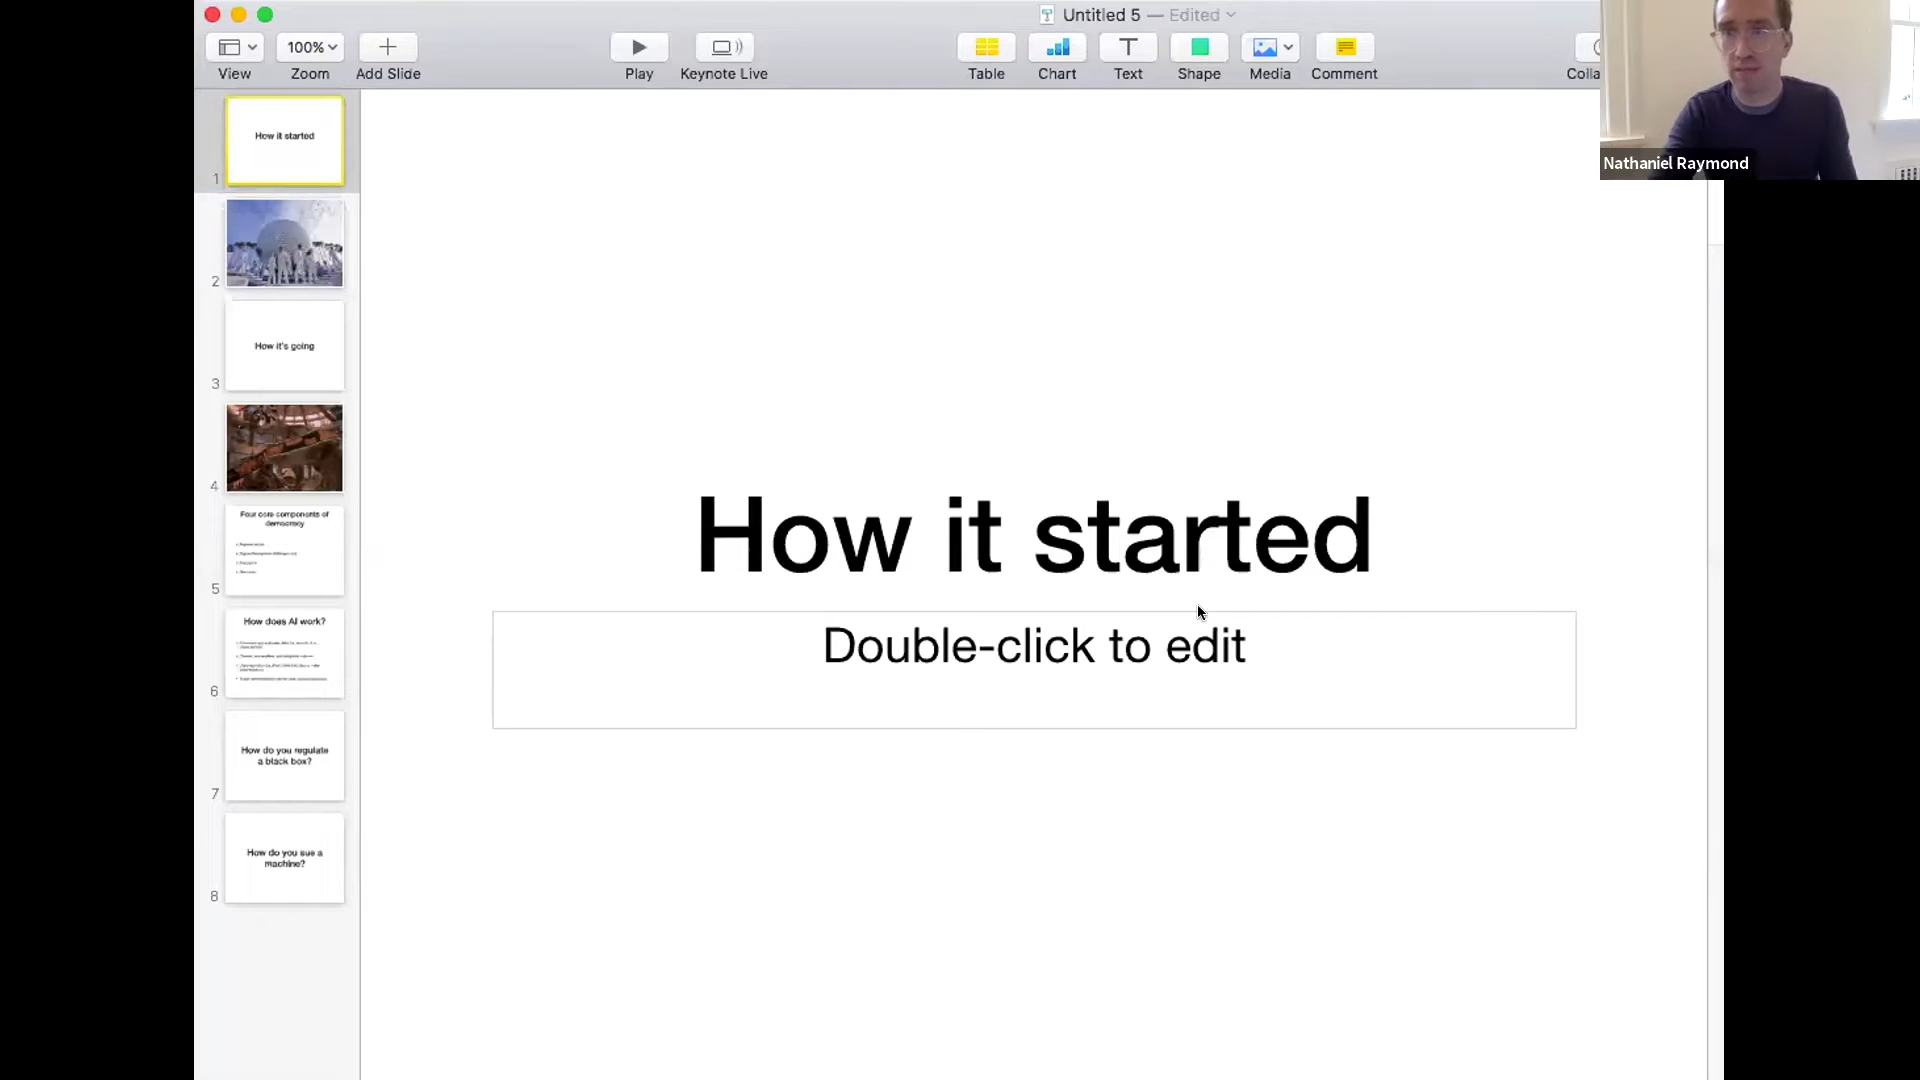 Untitled 5 — Edited
100%
View
Zoom
Add Slide
Play
Keynote Live
Table
Chart
Text
Shape
Media
Comment
Colla
Nathaniel Raymond
How it started
1
2
How it's going
3
4
Four core components of
democracy
5
How does AI work?
6
How do you regulate
a black box?
7
How do you sue a
machine?
8
How it started
Double-click to edit